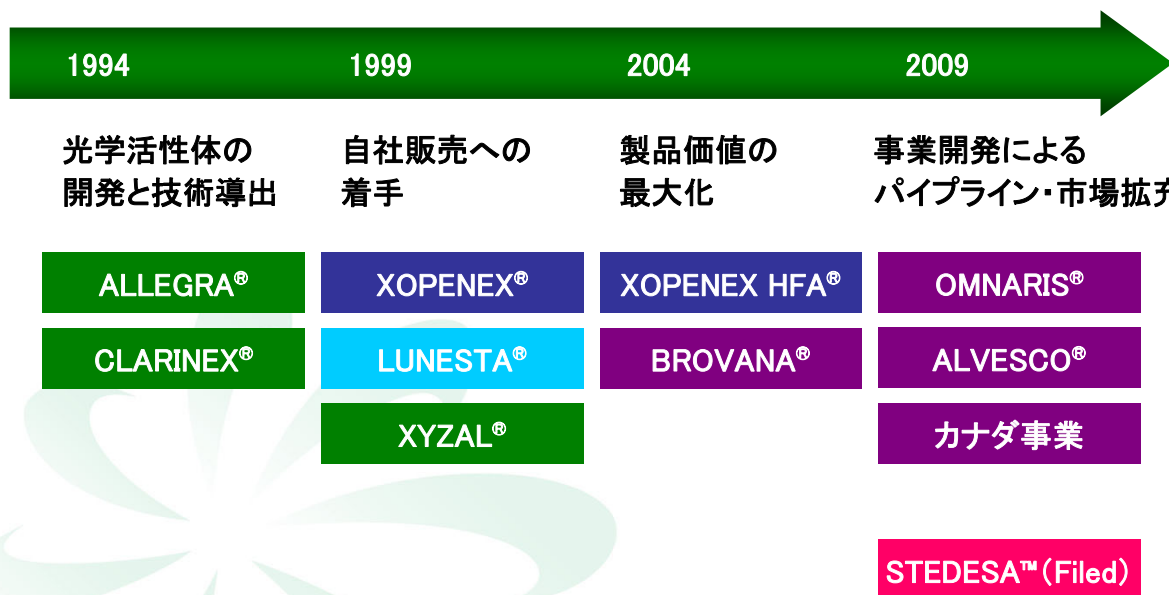 1994
1999
2004
2009
光学活性体の
開発と技術導出
自社販売への
着手
製品価値の
最大化
事業開発による
パイプライン・市場拡充
ALLEGRA®
XOPENEX®
XOPENEX HFA®
OMNARIS®
CLARINEX®
LUNESTA®
BROVANA®
ALVESCO®
XYZAL®
カナダ事業
STEDESA™(Filed)